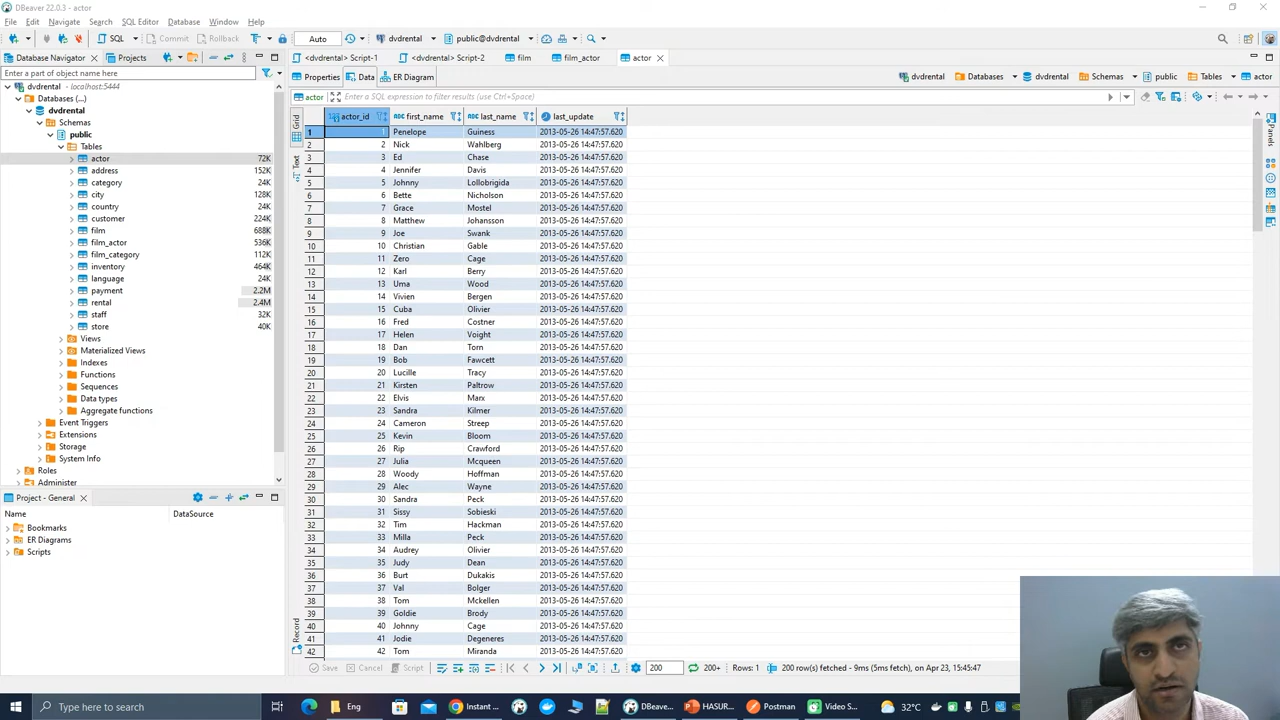 DBeaver 22.0.3 - actor
File Edit Navigate Search SQL Editor Database Window Help
SQL Commit Rollback Auto dvdrental public@dvdrental
Database Navigator Projects
<dvdrental> Script-1 <dvdrental> Script-2 film film_actor actor
Enter a part of object name here
Properties Data ER Diagram dvdrental Databases dvdrental Schemas public Tables actor
actor Enter a SQL expression to filter results (use Ctrl+Space)
dvdrental - localhost:5444
Databases (...)
dvdrental
Schemas
public
Tables
actor 72K
address 152K
category 24K
city 128K
country 24K
customer 224K
film 688K
film_actor 536K
film_category 112K
inventory 464K
language 24K
payment 2.2M
rental 2.4M
staff 32K
store 40K
Views
Materialized Views
Indexes
Functions
Sequences
Data types
Aggregate functions
Event Triggers
Extensions
Storage
System Info
Roles
Administer
Project - General
Name DataSource
Bookmarks
ER Diagrams
Scripts
Grid
Text
Record
Panels
actor_id first_name last_name last_update
1 1 Penelope Guiness 2013-05-26 14:47:57.620
2 2 Nick Wahlberg 2013-05-26 14:47:57.620
3 3 Ed Chase 2013-05-26 14:47:57.620
4 4 Jennifer Davis 2013-05-26 14:47:57.620
5 5 Johnny Lollobrigida 2013-05-26 14:47:57.620
6 6 Bette Nicholson 2013-05-26 14:47:57.620
7 7 Grace Mostel 2013-05-26 14:47:57.620
8 8 Matthew Johansson 2013-05-26 14:47:57.620
9 9 Joe Swank 2013-05-26 14:47:57.620
10 10 Christian Gable 2013-05-26 14:47:57.620
11 11 Zero Cage 2013-05-26 14:47:57.620
12 12 Karl Berry 2013-05-26 14:47:57.620
13 13 Uma Wood 2013-05-26 14:47:57.620
14 14 Vivien Bergen 2013-05-26 14:47:57.620
15 15 Cuba Olivier 2013-05-26 14:47:57.620
16 16 Fred Costner 2013-05-26 14:47:57.620
17 17 Helen Voight 2013-05-26 14:47:57.620
18 18 Dan Torn 2013-05-26 14:47:57.620
19 19 Bob Fawcett 2013-05-26 14:47:57.620
20 20 Lucille Tracy 2013-05-26 14:47:57.620
21 21 Kirsten Paltrow 2013-05-26 14:47:57.620
22 22 Elvis Marx 2013-05-26 14:47:57.620
23 23 Sandra Kilmer 2013-05-26 14:47:57.620
24 24 Cameron Streep 2013-05-26 14:47:57.620
25 25 Kevin Bloom 2013-05-26 14:47:57.620
26 26 Rip Crawford 2013-05-26 14:47:57.620
27 27 Julia Mcqueen 2013-05-26 14:47:57.620
28 28 Woody Hoffman 2013-05-26 14:47:57.620
29 29 Alec Wayne 2013-05-26 14:47:57.620
30 30 Sandra Peck 2013-05-26 14:47:57.620
31 31 Sissy Sobieski 2013-05-26 14:47:57.620
32 32 Tim Hackman 2013-05-26 14:47:57.620
33 33 Milla Peck 2013-05-26 14:47:57.620
34 34 Audrey Olivier 2013-05-26 14:47:57.620
35 35 Judy Dean 2013-05-26 14:47:57.620
36 36 Burt Dukakis 2013-05-26 14:47:57.620
37 37 Val Bolger 2013-05-26 14:47:57.620
38 38 Tom Mckellen 2013-05-26 14:47:57.620
39 39 Goldie Brody 2013-05-26 14:47:57.620
40 40 Johnny Cage 2013-05-26 14:47:57.620
41 41 Jodie Degeneres 2013-05-26 14:47:57.620
42 42 Tom Miranda 2013-05-26 14:47:57.620
Save Cancel Script 200 200+ Rows: 1 200 row(s) fetched - 9ms (5ms fetch), on Apr 23, 15:45:47
Type here to search Eng Instant ... DBeave... HASUR... Postman Video S... 32°C